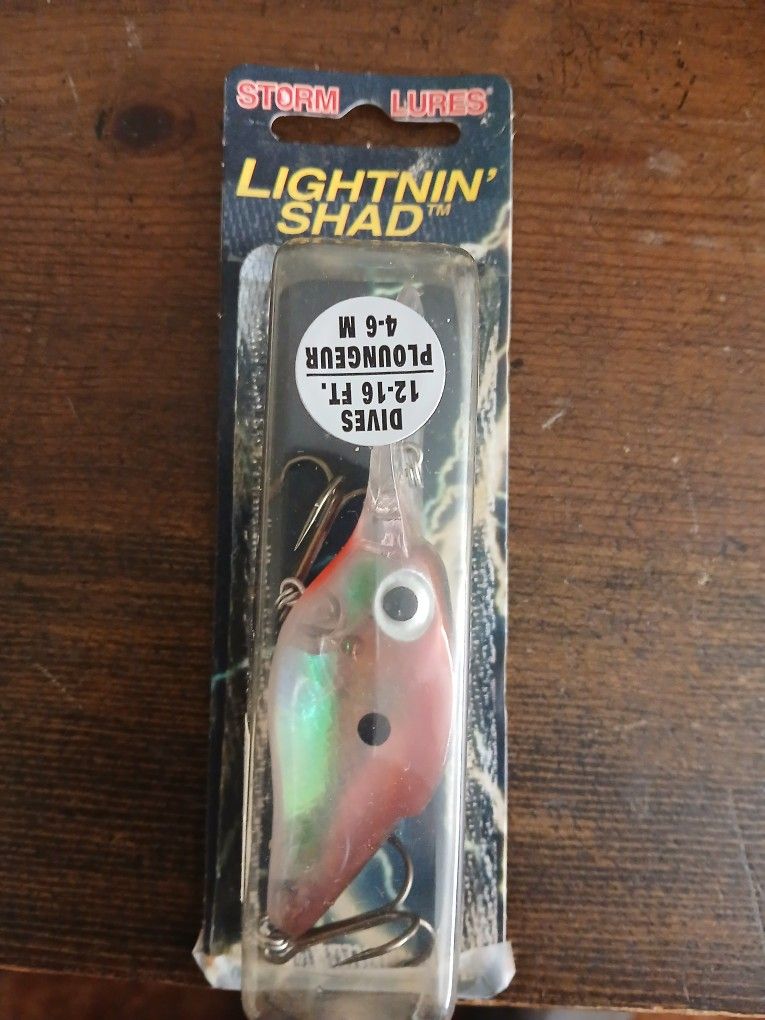 STORM LURES®
LIGHTNIN'
SHAD™
DIVES
12-16 FT.
PLOUNGEUR
4-6 M